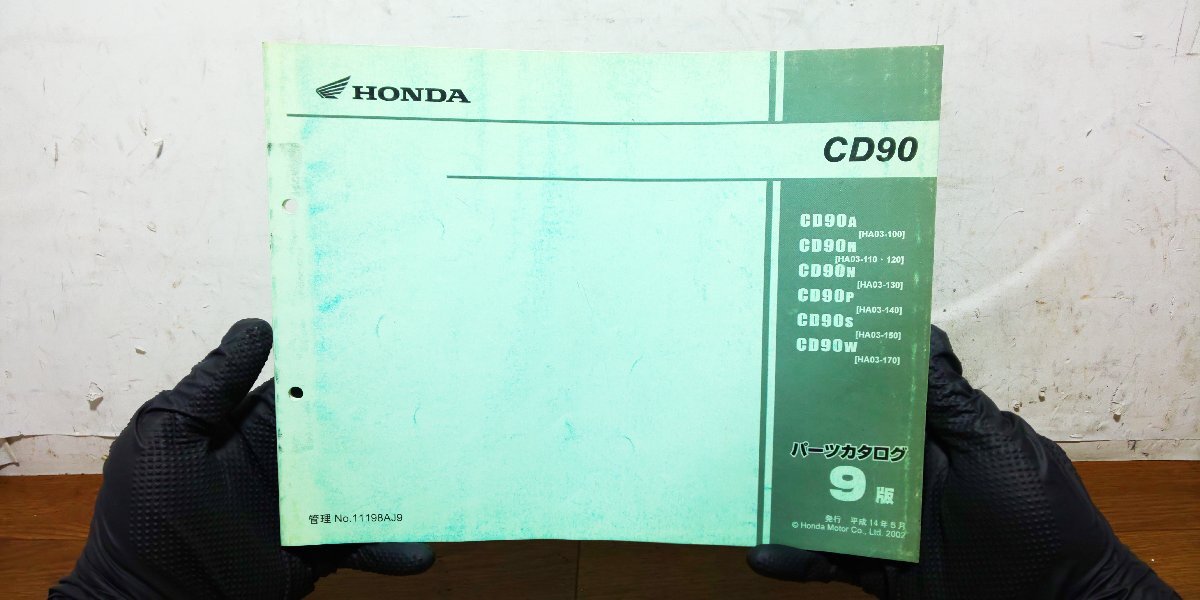 HONDA
CD90
CD90A
[HA03-100]
CD90H
[HA03-110・120]
CD90N
[HA03-130]
CD90P
[HA03-140]
CD90S
[HA03-150]
CD90W
[HA03-170]
パーツカタログ
9版
発行 平成14年5月
© Honda Motor Co., Ltd. 2002
管理 No.11198AJ9